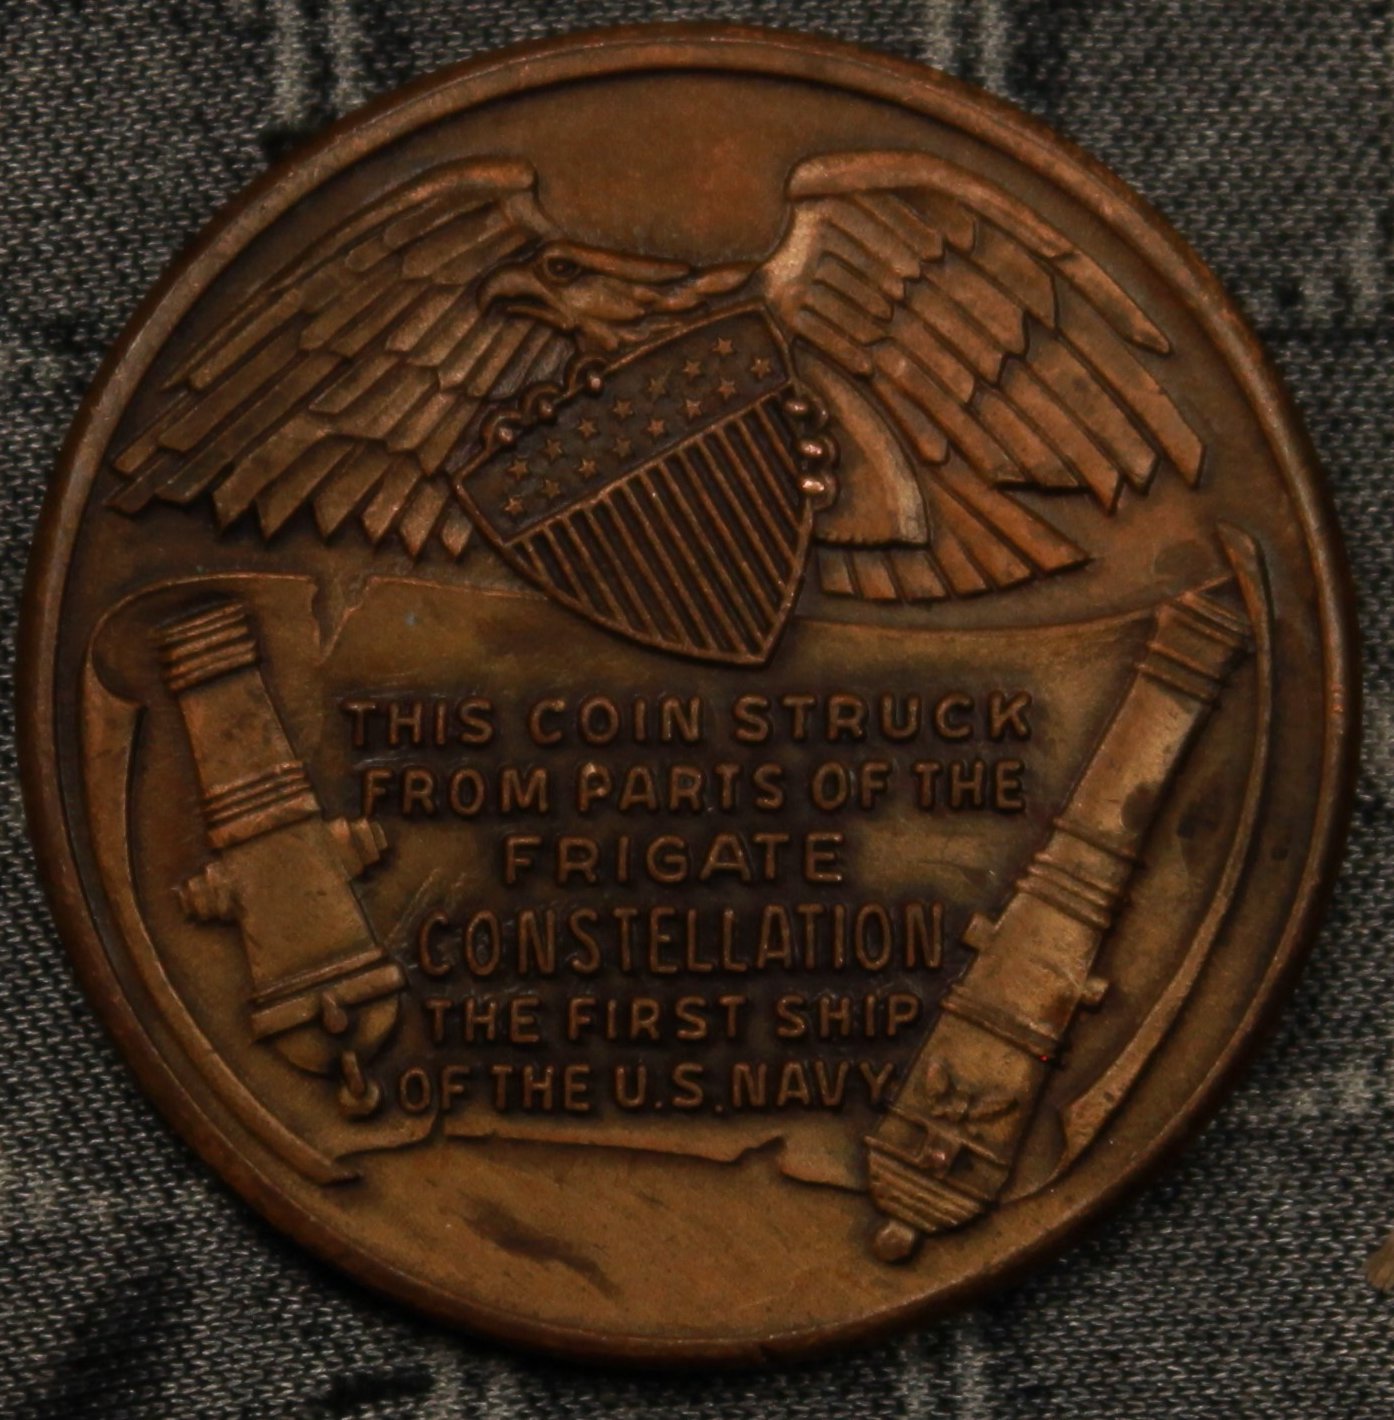 THIS COIN STRUCK
FROM PARTS OF THE
FRIGATE
CONSTELLATION
THE FIRST SHIP
OF THE U.S. NAVY